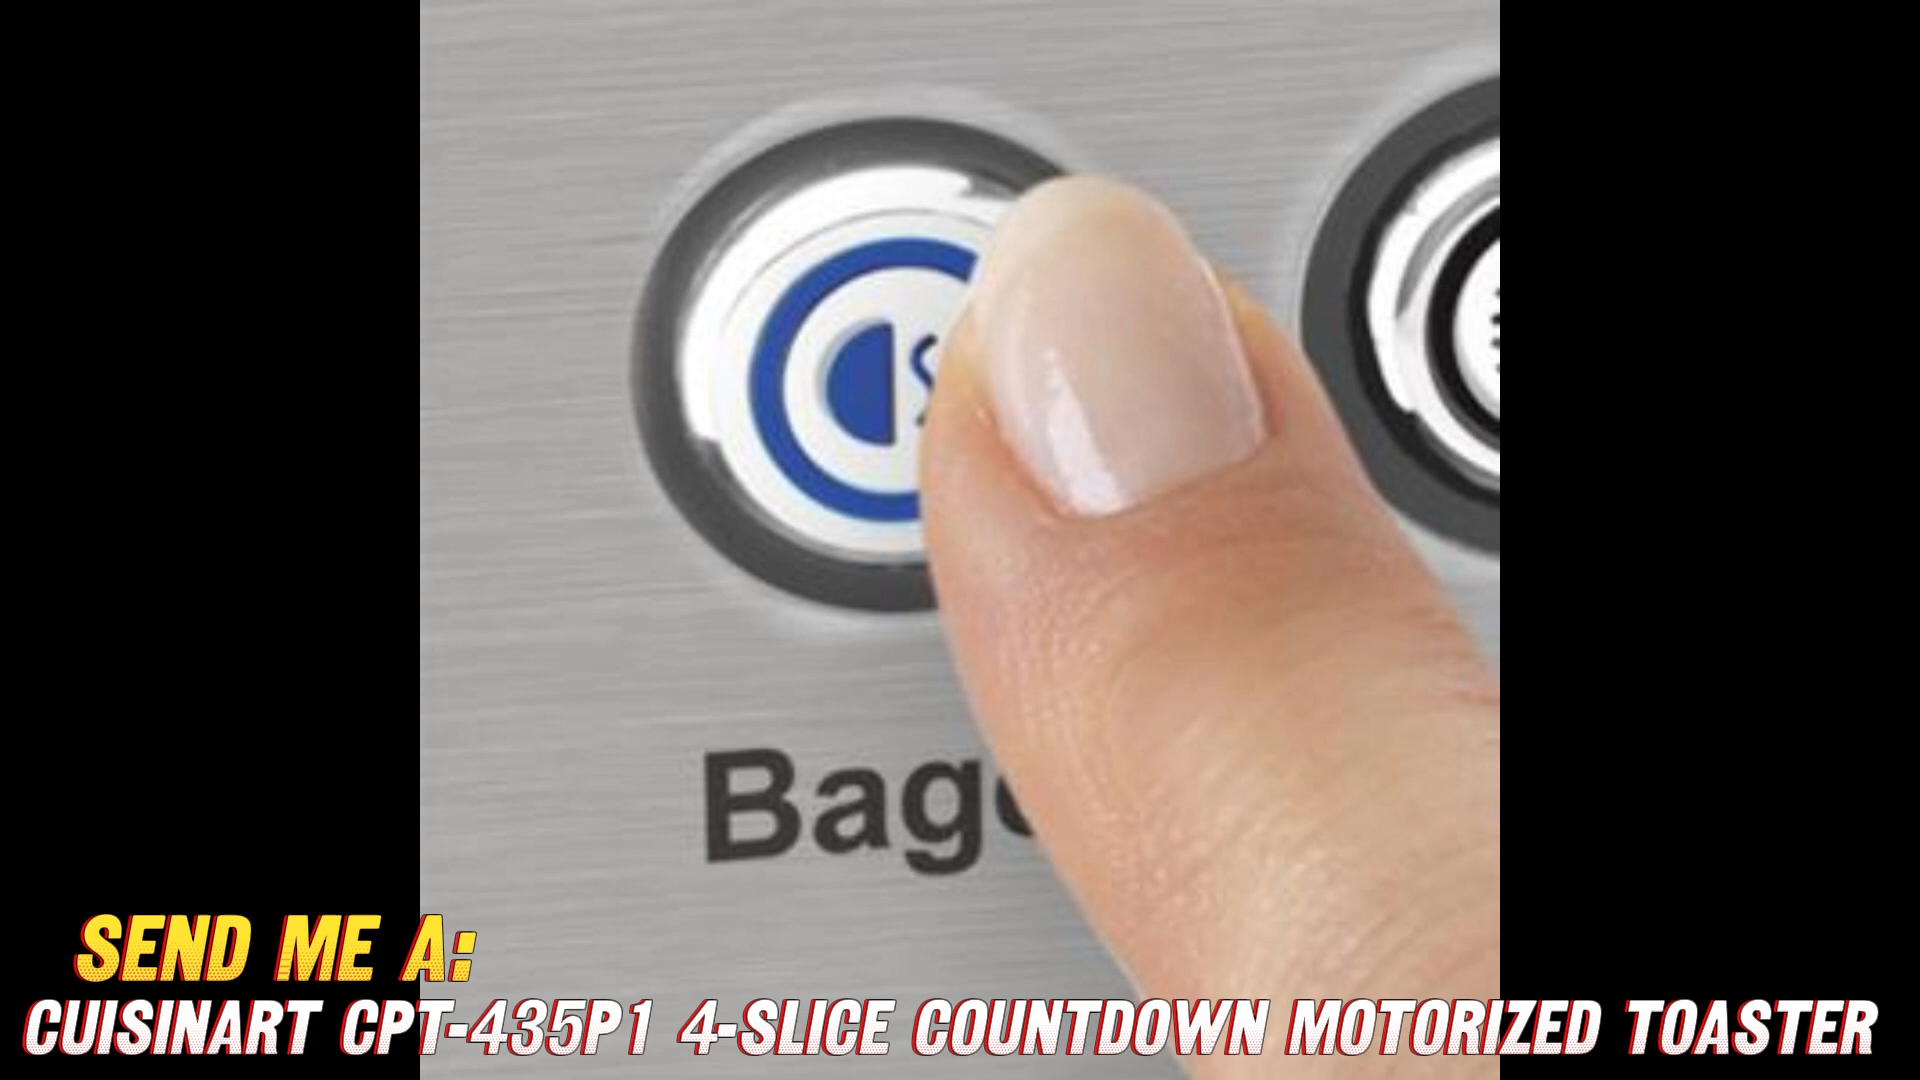 Bag
SEND ME A:
CUISINART CPT-435P1 4-SLICE COUNTDOWN MOTORIZED TOASTER